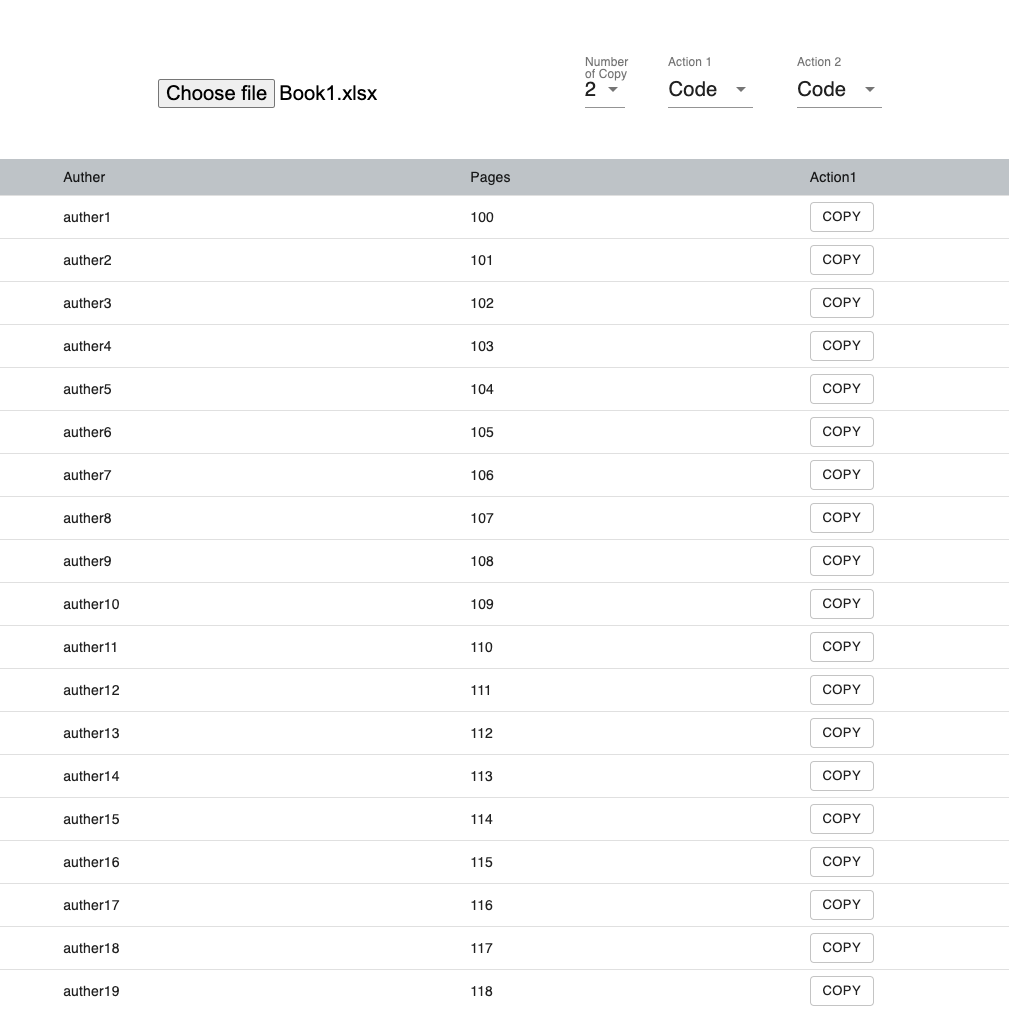 Number of Copy Action 1 Action 2
Choose file Book1.xlsx 2 Code Code
Auther Pages Action1
auther1 100 COPY
auther2 101 COPY
auther3 102 COPY
auther4 103 COPY
auther5 104 COPY
auther6 105 COPY
auther7 106 COPY
auther8 107 COPY
auther9 108 COPY
auther10 109 COPY
auther11 110 COPY
auther12 111 COPY
auther13 112 COPY
auther14 113 COPY
auther15 114 COPY
auther16 115 COPY
auther17 116 COPY
auther18 117 COPY
auther19 118 COPY